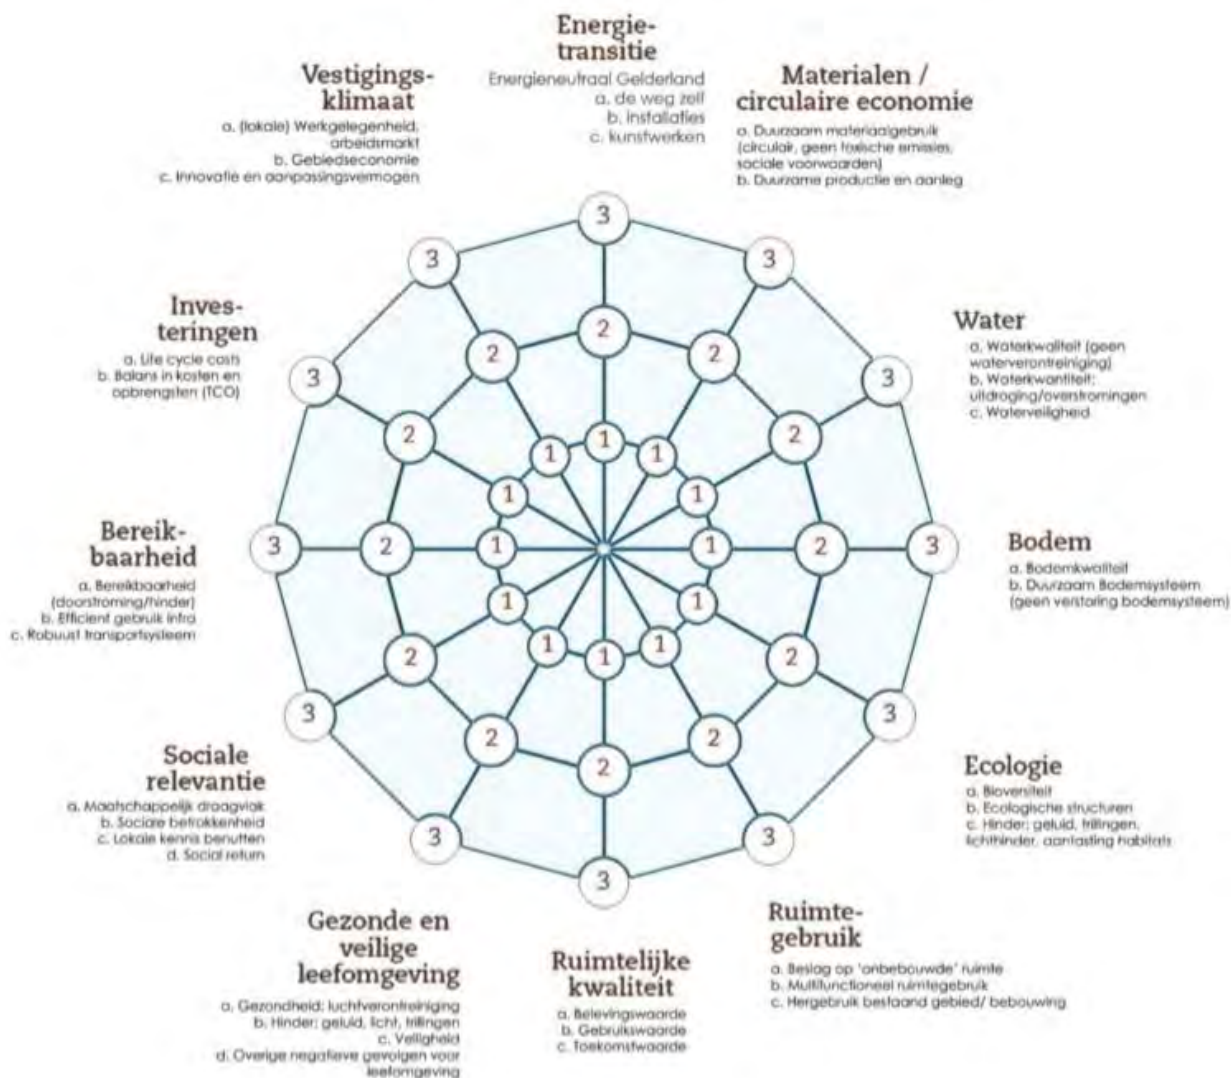 Energie-
transitie
Energieneutraal Gelderland
a. de weg zelf
b. installaties
c. kunstwerken
Materialen /
circulaire economie
a. Duurzaam materiaalgebruik
(circulair, geen toxische emissies,
sociale voorwaarden)
b. Duurzame productie en aanleg
Water
a. Waterkwaliteit (geen
waterverontreiniging)
b. Waterkwantiteit;
uitdroging/overstromingen
c. Waterveiligheid
Bodem
a. Bodemkwaliteit
b. Duurzaam Bodemsysteem
(geen verstoring bodemsysteem)
Ecologie
a. Bioversiteit
b. Ecologische structuren
c. Hinder; geluid, trillingen,
lichthinder, aantasting habitats
Ruimte-
gebruik
a. Beslag op 'onbebouwde' ruimte
b. Multifunctioneel ruimtegebruik
c. Hergebruik bestaand gebied/ bebouwing
Ruimtelijke
kwaliteit
a. Belevingswaarde
b. Gebruikswaarde
c. Toekomstwaarde
Gezonde en
veilige
leefomgeving
a. Gezondheid; luchtverontreiniging
b. Hinder; geluid, licht, trillingen
c. Veiligheid
d. Overige negatieve gevolgen voor
leefomgeving
Sociale
relevantie
a. Maatschappelijk draagvlak
b. Sociale betrokkenheid
c. Lokale kennis benutten
d. Social return
Bereik-
baarheid
a. Bereikbaarheid
(doorstroming/hinder)
b. Efficient gebruik infra
c. Robuust transportsysteem
Inves-
teringen
a. Life cycle costs
b. Balans in kosten en
opbrengsten (TCO)
Vestigings-
klimaat
a. (lokale) Werkgelegenheid;
arbeidsmarkt
b. Gebiedseconomie
c. Innovatie en aanpassingsvermogen
3
3
3
3
3
3
3
3
3
3
3
3
2
2
2
2
2
2
2
2
2
2
2
2
1
1
1
1
1
1
1
1
1
1
1
1